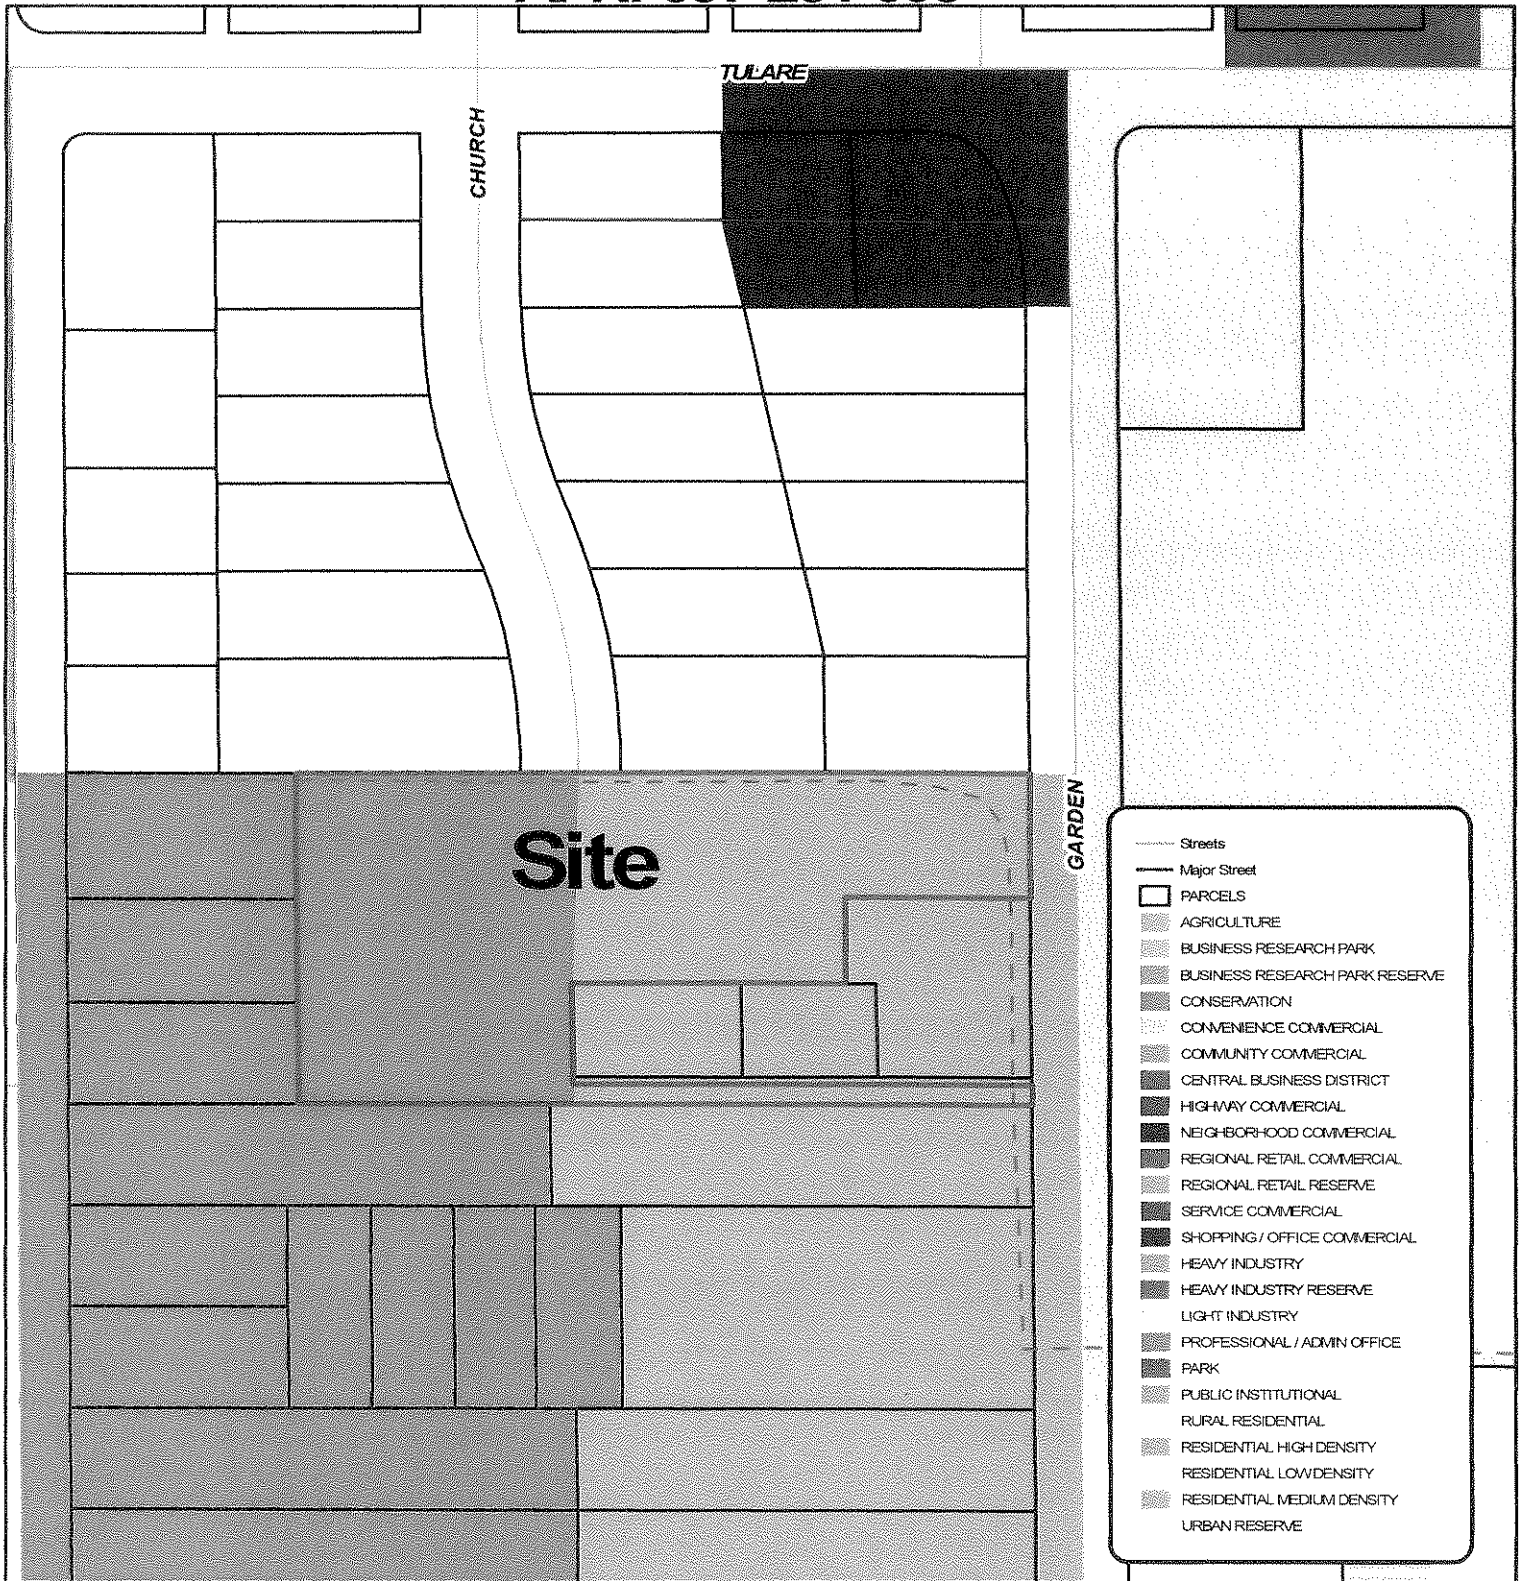 TULARE
CHURCH
GARDEN
Site
Streets
Major Street
PARCELS
AGRICULTURE
BUSINESS RESEARCH PARK
BUSINESS RESEARCH PARK RESERVE
CONSERVATION
CONVENIENCE COMMERCIAL
COMMUNITY COMMERCIAL
CENTRAL BUSINESS DISTRICT
HIGHWAY COMMERCIAL
NEIGHBORHOOD COMMERCIAL
REGIONAL RETAIL COMMERCIAL
REGIONAL RETAIL RESERVE
SERVICE COMMERCIAL
SHOPPING / OFFICE COMMERCIAL
HEAVY INDUSTRY
HEAVY INDUSTRY RESERVE
LIGHT INDUSTRY
PROFESSIONAL / ADMIN OFFICE
PARK
PUBLIC INSTITUTIONAL
RURAL RESIDENTIAL
RESIDENTIAL HIGH DENSITY
RESIDENTIAL LOW DENSITY
RESIDENTIAL MEDIUM DENSITY
URBAN RESERVE